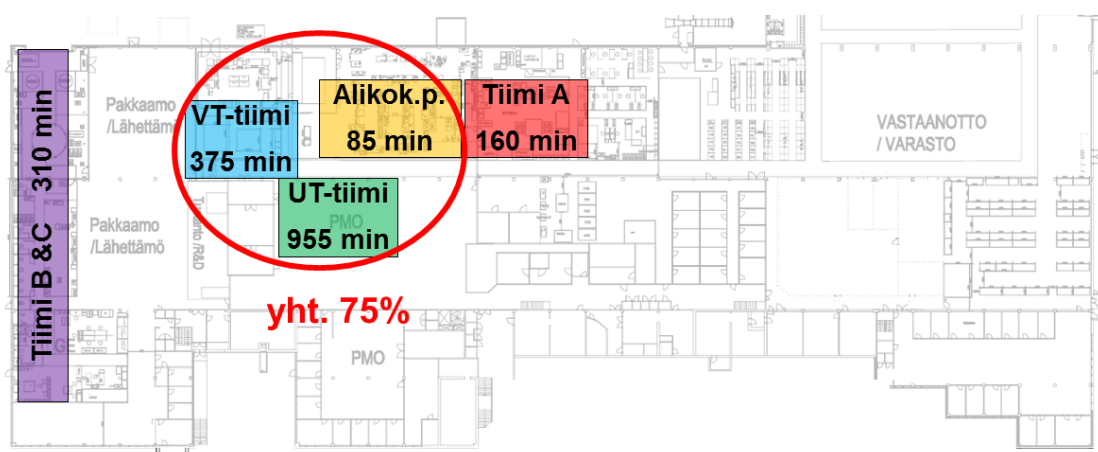 Tiimi B &C 310 min
Pakkaamo
/Lähettämö
VT-tiimi
375 min
Alikok.p.
85 min
Tiimi A
160 min
VASTAANOTTO
/ VARASTO
Pakkaamo
/Lähettämö
UT-tiimi
955 min
PMO
yht. 75%
PMO